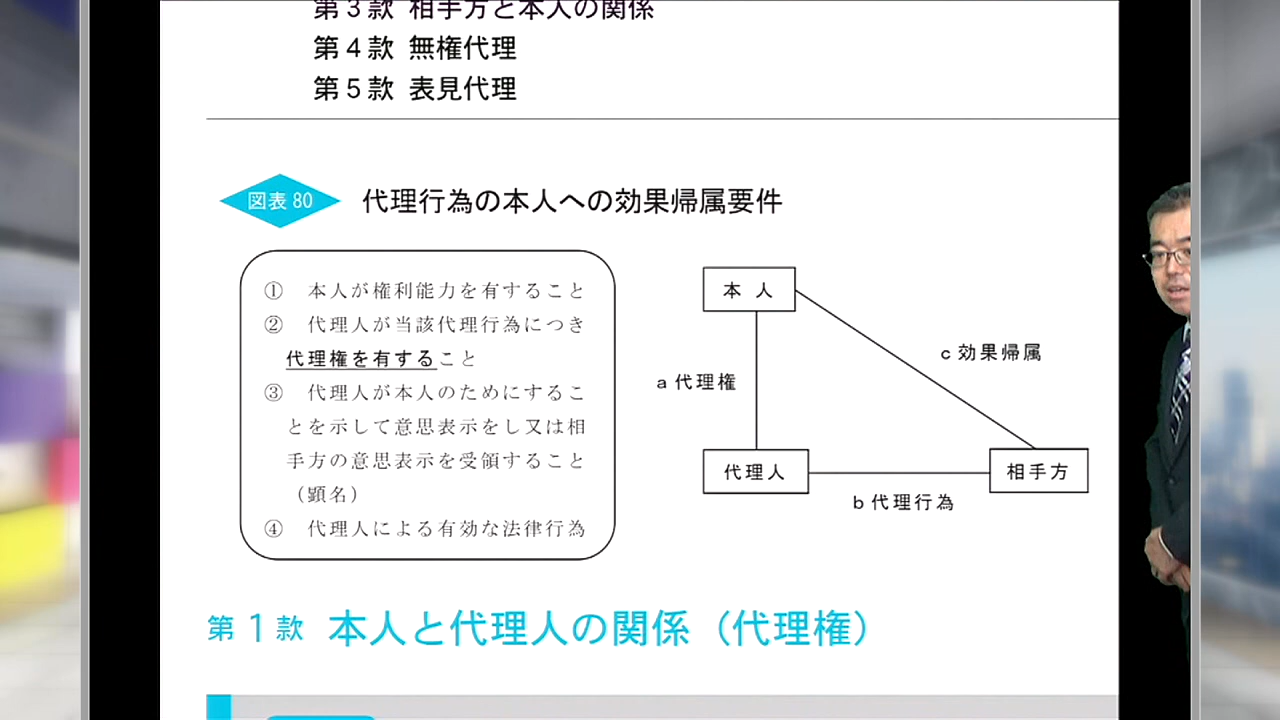 第3款 相手方と本人の関係
第4款 無権代理
第5款 表見代理
図表80 代理行為の本人への効果帰属要件
① 本人が権利能力を有すること
② 代理人が当該代理行為につき
代理権を有すること
③ 代理人が本人のためにするこ
とを示して意思表示をし又は相
手方の意思表示を受領すること
（顕名）
④ 代理人による有効な法律行為
本人
c 効果帰属
a 代理権
代理人
相手方
b 代理行為
第1款 本人と代理人の関係（代理権）